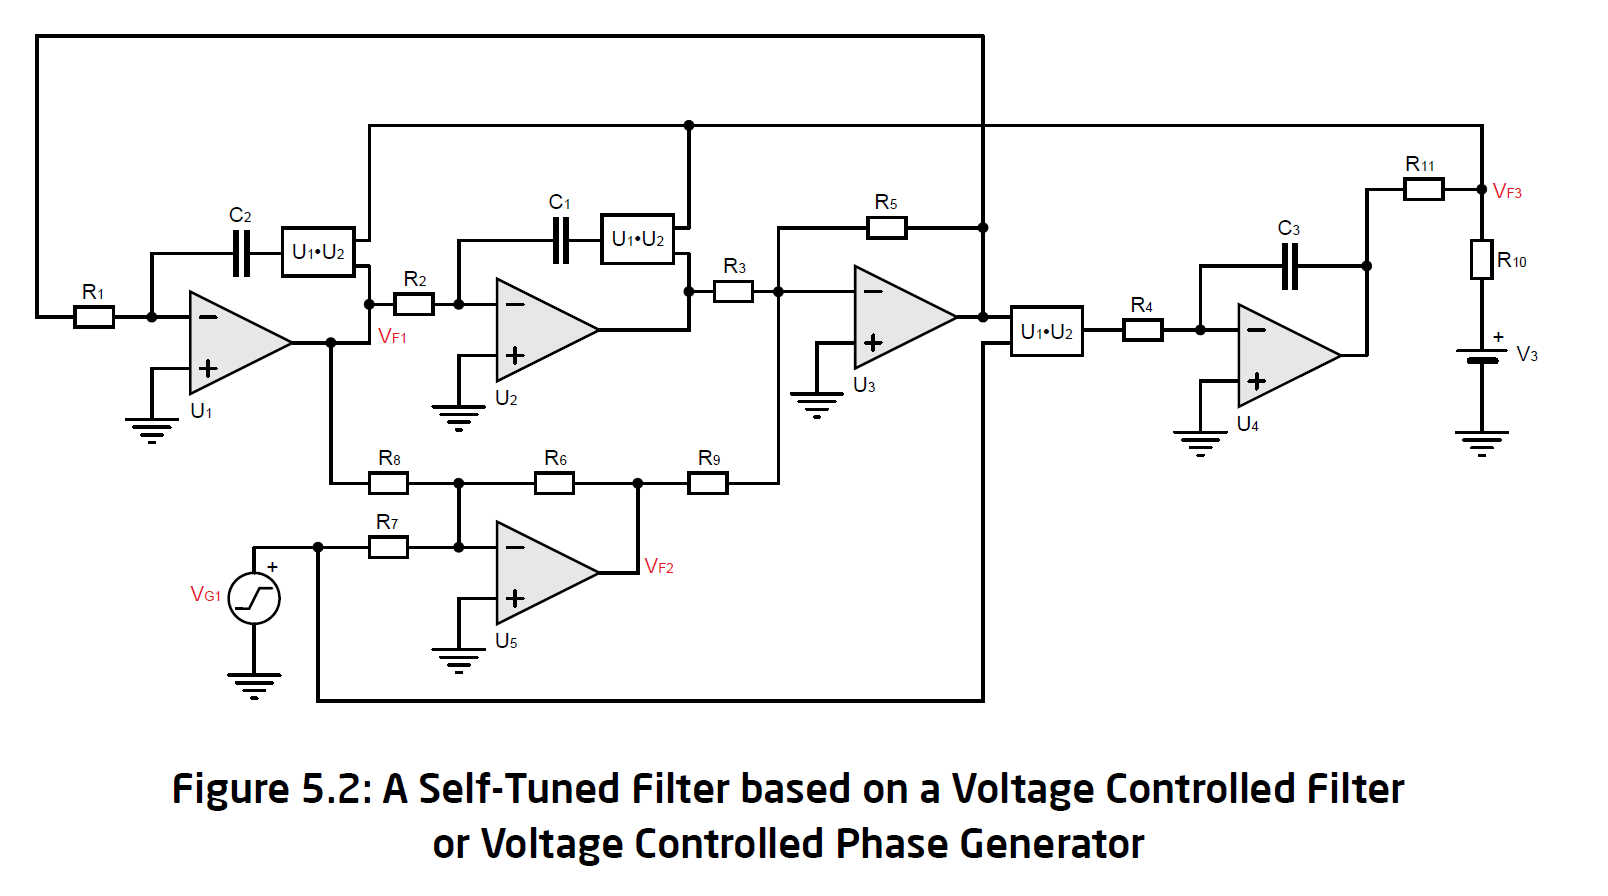 R11
VF3
R5
C2
C1
C3
U1•U2
U1•U2
R3
R10
R2
R1
R4
+
V3
VF1
U1•U2
−
+
U1
−
+
U2
−
+
U3
−
+
U4
R8
R6
R9
R7
+
VG1
−
+
VF2
U5
Figure 5.2: A Self-Tuned Filter based on a Voltage Controlled Filter
or Voltage Controlled Phase Generator